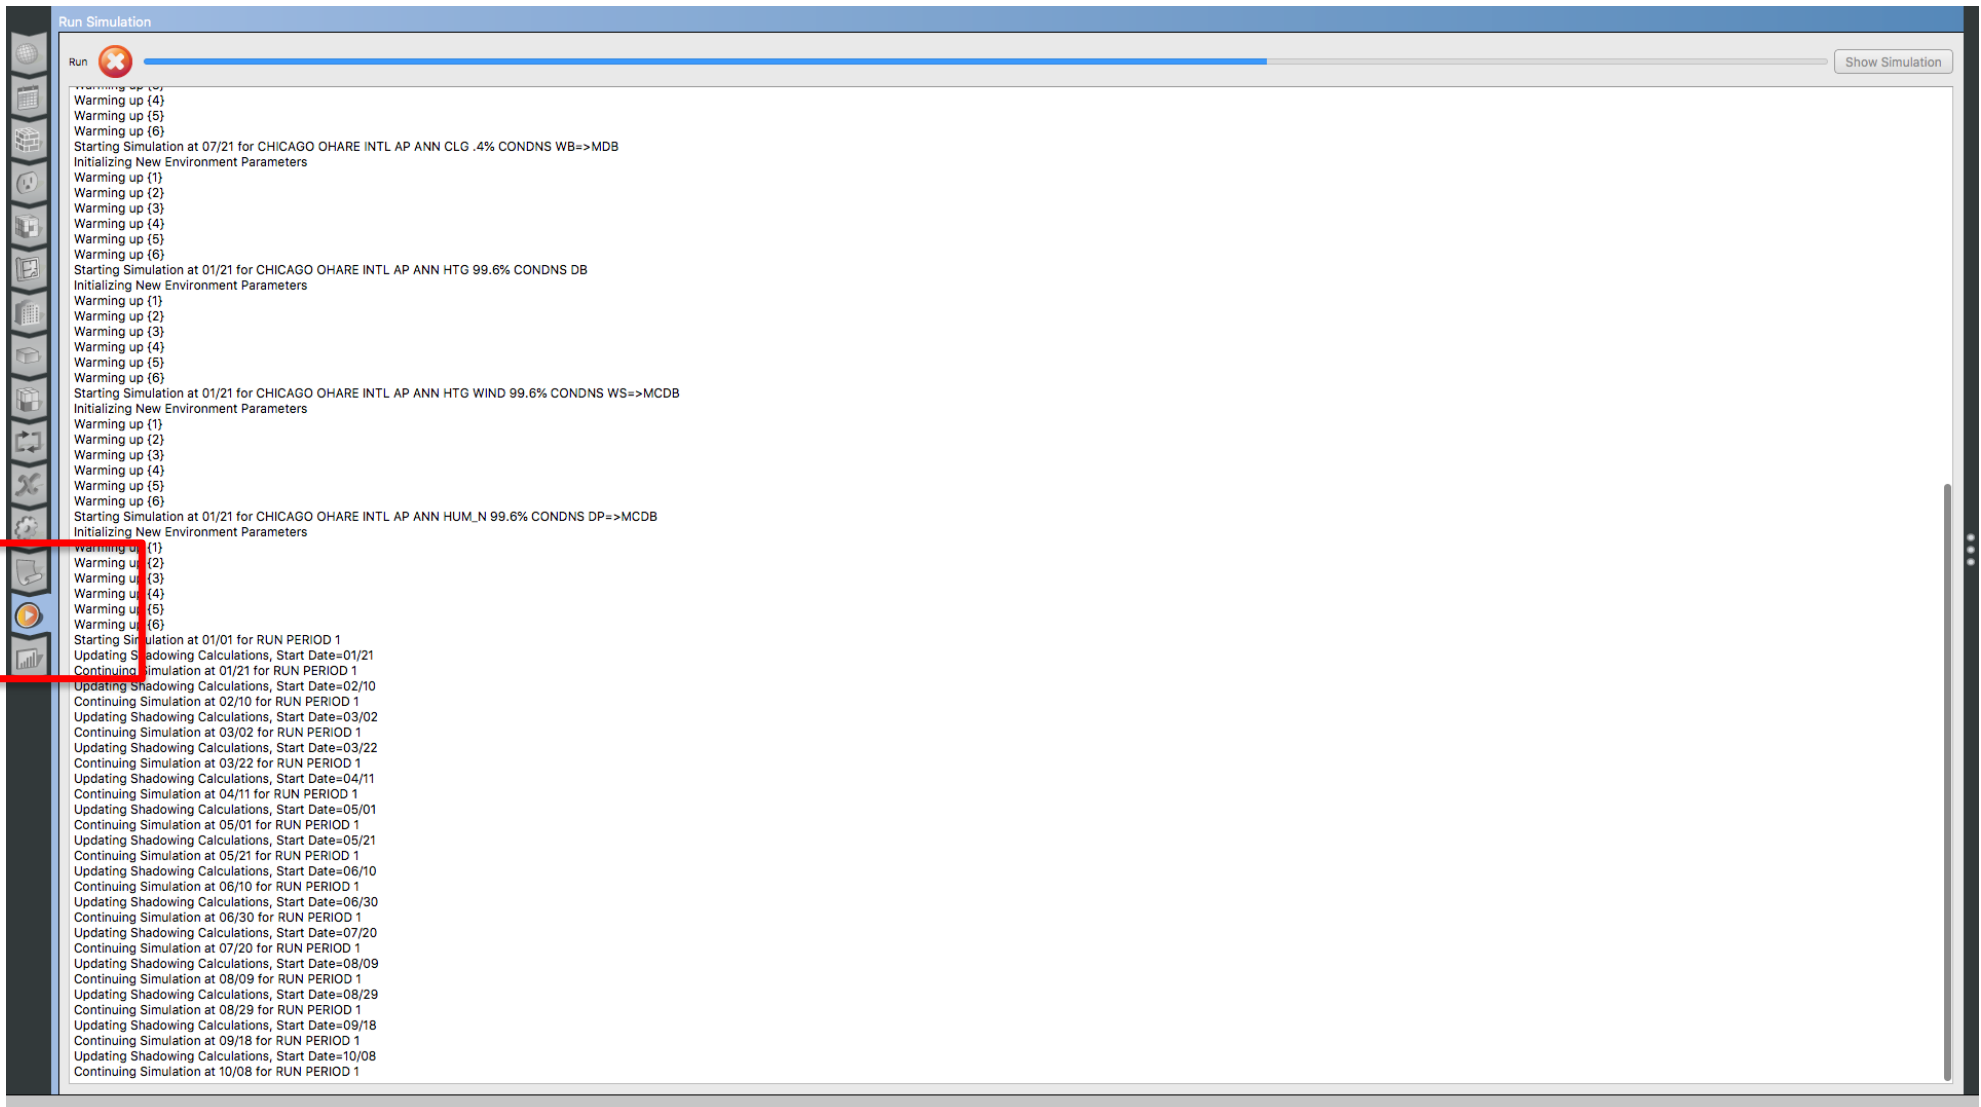 Run Simulation
Run
Show Simulation
Warming up {4}
Warming up {5}
Warming up {6}
Starting Simulation at 07/21 for CHICAGO OHARE INTL AP ANN CLG .4% CONDNS WB=>MDB
Initializing New Environment Parameters
Warming up {1}
Warming up {2}
Warming up {3}
Warming up {4}
Warming up {5}
Warming up {6}
Starting Simulation at 01/21 for CHICAGO OHARE INTL AP ANN HTG 99.6% CONDNS DB
Initializing New Environment Parameters
Warming up {1}
Warming up {2}
Warming up {3}
Warming up {4}
Warming up {5}
Warming up {6}
Starting Simulation at 01/21 for CHICAGO OHARE INTL AP ANN HTG WIND 99.6% CONDNS WS=>MCDB
Initializing New Environment Parameters
Warming up {1}
Warming up {2}
Warming up {3}
Warming up {4}
Warming up {5}
Warming up {6}
Starting Simulation at 01/21 for CHICAGO OHARE INTL AP ANN HUM_N 99.6% CONDNS DP=>MCDB
Initializing New Environment Parameters
Warming up {1}
Warming up {2}
Warming up {3}
Warming up {4}
Warming up {5}
Warming up {6}
Starting Simulation at 01/01 for RUN PERIOD 1
Updating Shadowing Calculations, Start Date=01/21
Continuing Simulation at 01/21 for RUN PERIOD 1
Updating Shadowing Calculations, Start Date=02/10
Continuing Simulation at 02/10 for RUN PERIOD 1
Updating Shadowing Calculations, Start Date=03/02
Continuing Simulation at 03/02 for RUN PERIOD 1
Updating Shadowing Calculations, Start Date=03/22
Continuing Simulation at 03/22 for RUN PERIOD 1
Updating Shadowing Calculations, Start Date=04/11
Continuing Simulation at 04/11 for RUN PERIOD 1
Updating Shadowing Calculations, Start Date=05/01
Continuing Simulation at 05/01 for RUN PERIOD 1
Updating Shadowing Calculations, Start Date=05/21
Continuing Simulation at 05/21 for RUN PERIOD 1
Updating Shadowing Calculations, Start Date=06/10
Continuing Simulation at 06/10 for RUN PERIOD 1
Updating Shadowing Calculations, Start Date=06/30
Continuing Simulation at 06/30 for RUN PERIOD 1
Updating Shadowing Calculations, Start Date=07/20
Continuing Simulation at 07/20 for RUN PERIOD 1
Updating Shadowing Calculations, Start Date=08/09
Continuing Simulation at 08/09 for RUN PERIOD 1
Updating Shadowing Calculations, Start Date=08/29
Continuing Simulation at 08/29 for RUN PERIOD 1
Updating Shadowing Calculations, Start Date=09/18
Continuing Simulation at 09/18 for RUN PERIOD 1
Updating Shadowing Calculations, Start Date=10/08
Continuing Simulation at 10/08 for RUN PERIOD 1